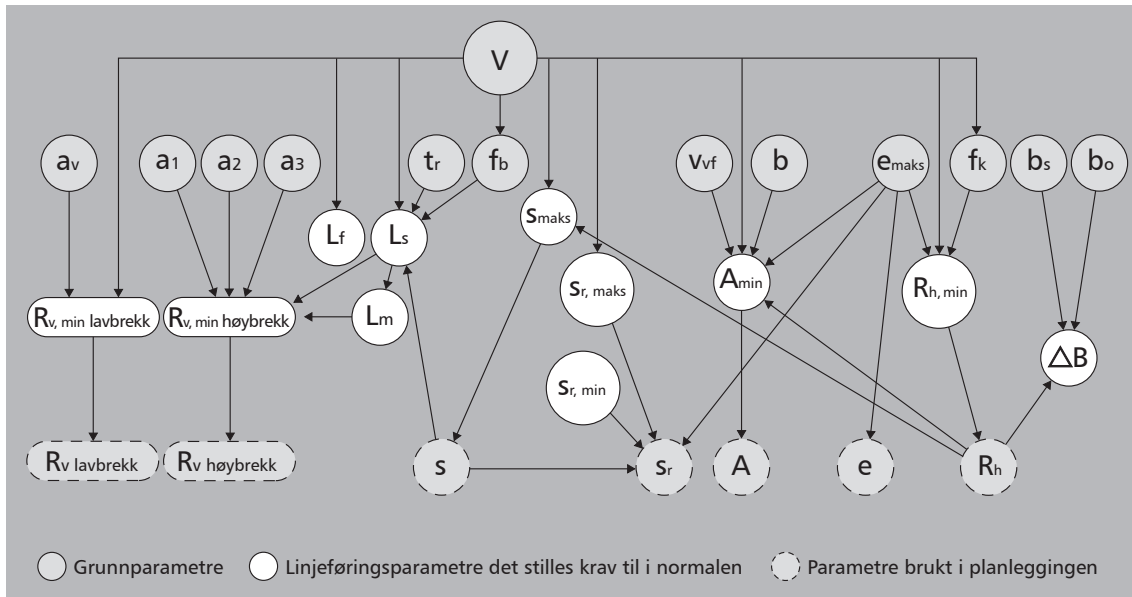 V
av a1 a2 a3 tr fb vvf b emaks fk bs bo
Lf Ls smaks
Amin Rh, min
sr, maks
Rv, min lavbrekk Rv, min høybrekk Lm
△B
sr, min
Rv lavbrekk Rv høybrekk s sr A e Rh
Grunnparametre Linjeføringsparametre det stilles krav til i normalen Parametre brukt i planleggingen